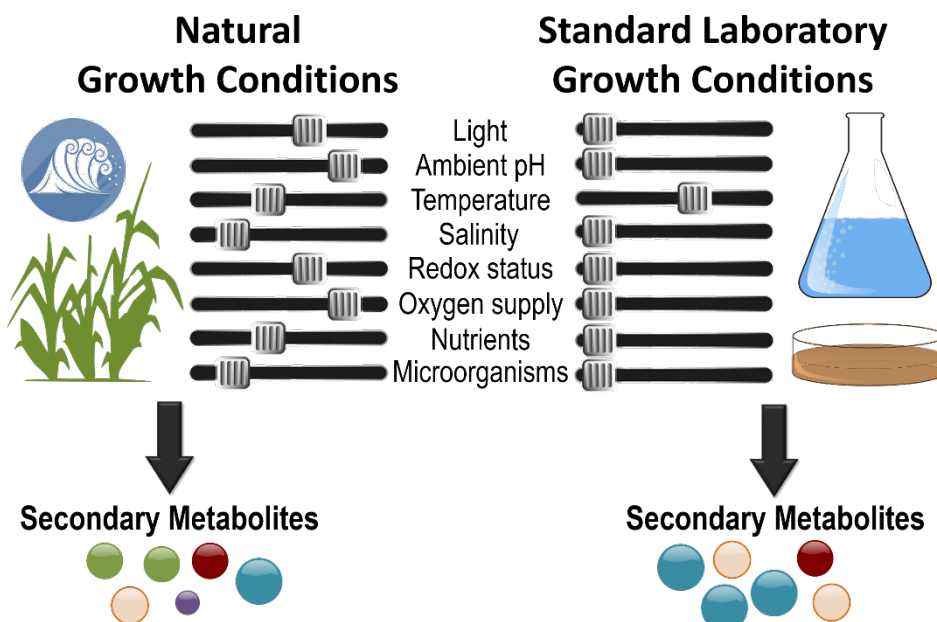 Natural
Growth Conditions
Standard Laboratory
Growth Conditions
Light
Ambient pH
Temperature
Salinity
Redox status
Oxygen supply
Nutrients
Microorganisms
Secondary Metabolites
Secondary Metabolites